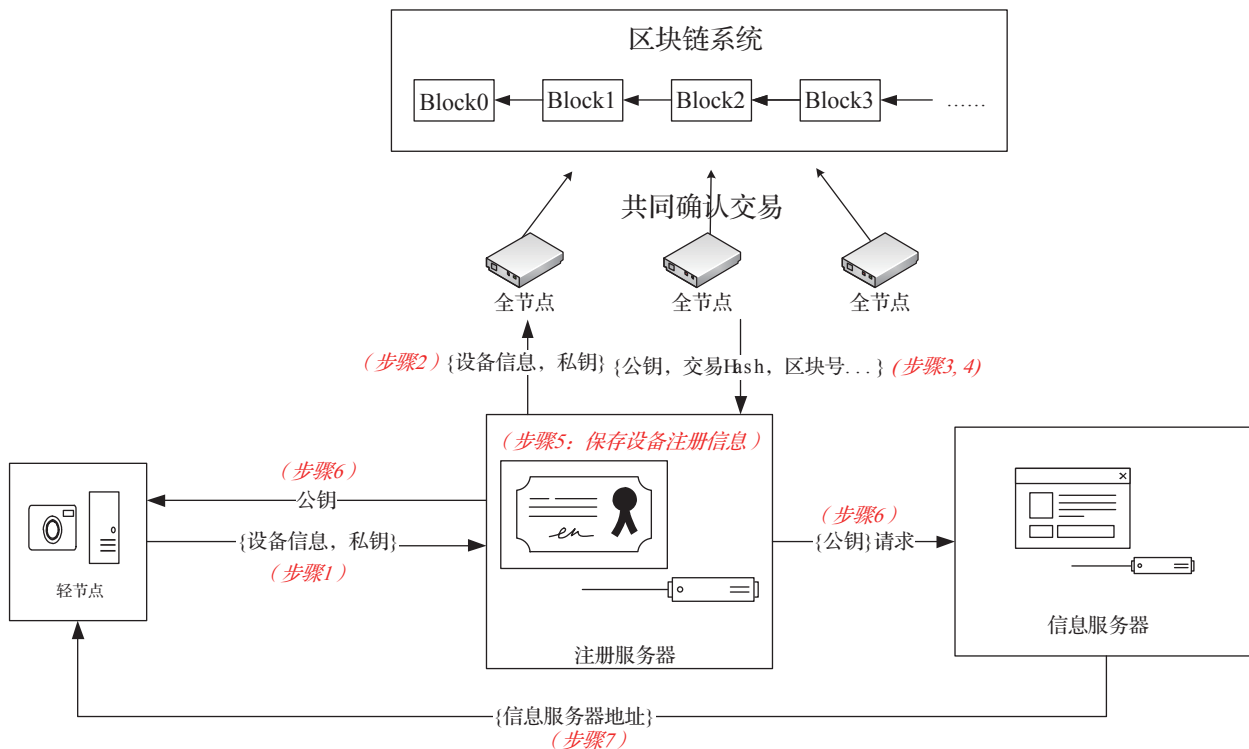 区块链系统
Block0
Block1
Block2
Block3
......
共同确认交易
全节点
全节点
全节点
（步骤2）{设备信息，私钥}
{公钥，交易Hash，区块号...}
(步骤3, 4)
（步骤5：保存设备注册信息）
（步骤6）
公钥
{设备信息，私钥}
（步骤1）
轻节点
注册服务器
（步骤6）
{公钥}请求
信息服务器
{信息服务器地址}
（步骤7）